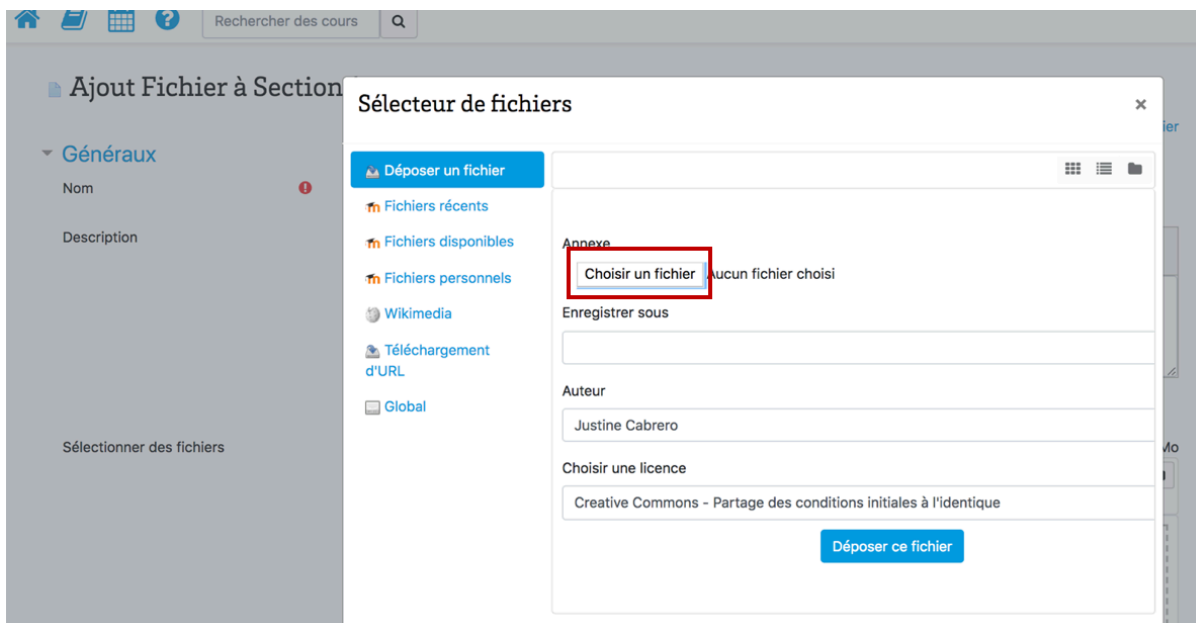 Rechercher des cours
Ajout Fichier à Section
Sélecteur de fichiers
×
ier
Généraux
Nom
Description
Sélectionner des fichiers
Déposer un fichier
Fichiers récents
Fichiers disponibles
Fichiers personnels
Wikimedia
Téléchargement
d'URL
Global
Annexe
Choisir un fichier Aucun fichier choisi
Enregistrer sous
Auteur
Justine Cabrero
Choisir une licence
Creative Commons - Partage des conditions initiales à l'identique
Déposer ce fichier
Mo